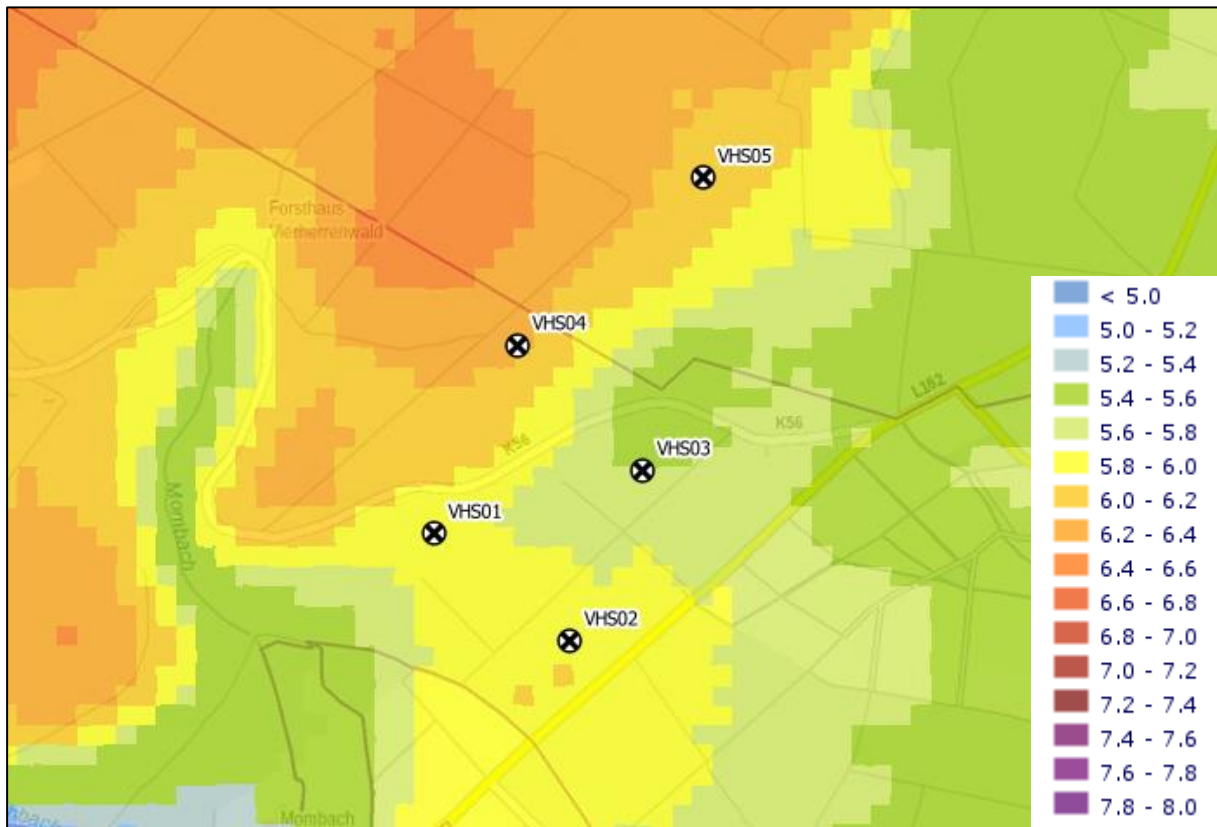 VHS05
Forsthaus
Vierherrenwald
VHS04
L162
K56
K56
VHS03
Mombach
VHS01
VHS02
Mombach
< 5.0
5.0 - 5.2
5.2 - 5.4
5.4 - 5.6
5.6 - 5.8
5.8 - 6.0
6.0 - 6.2
6.2 - 6.4
6.4 - 6.6
6.6 - 6.8
6.8 - 7.0
7.0 - 7.2
7.2 - 7.4
7.4 - 7.6
7.6 - 7.8
7.8 - 8.0